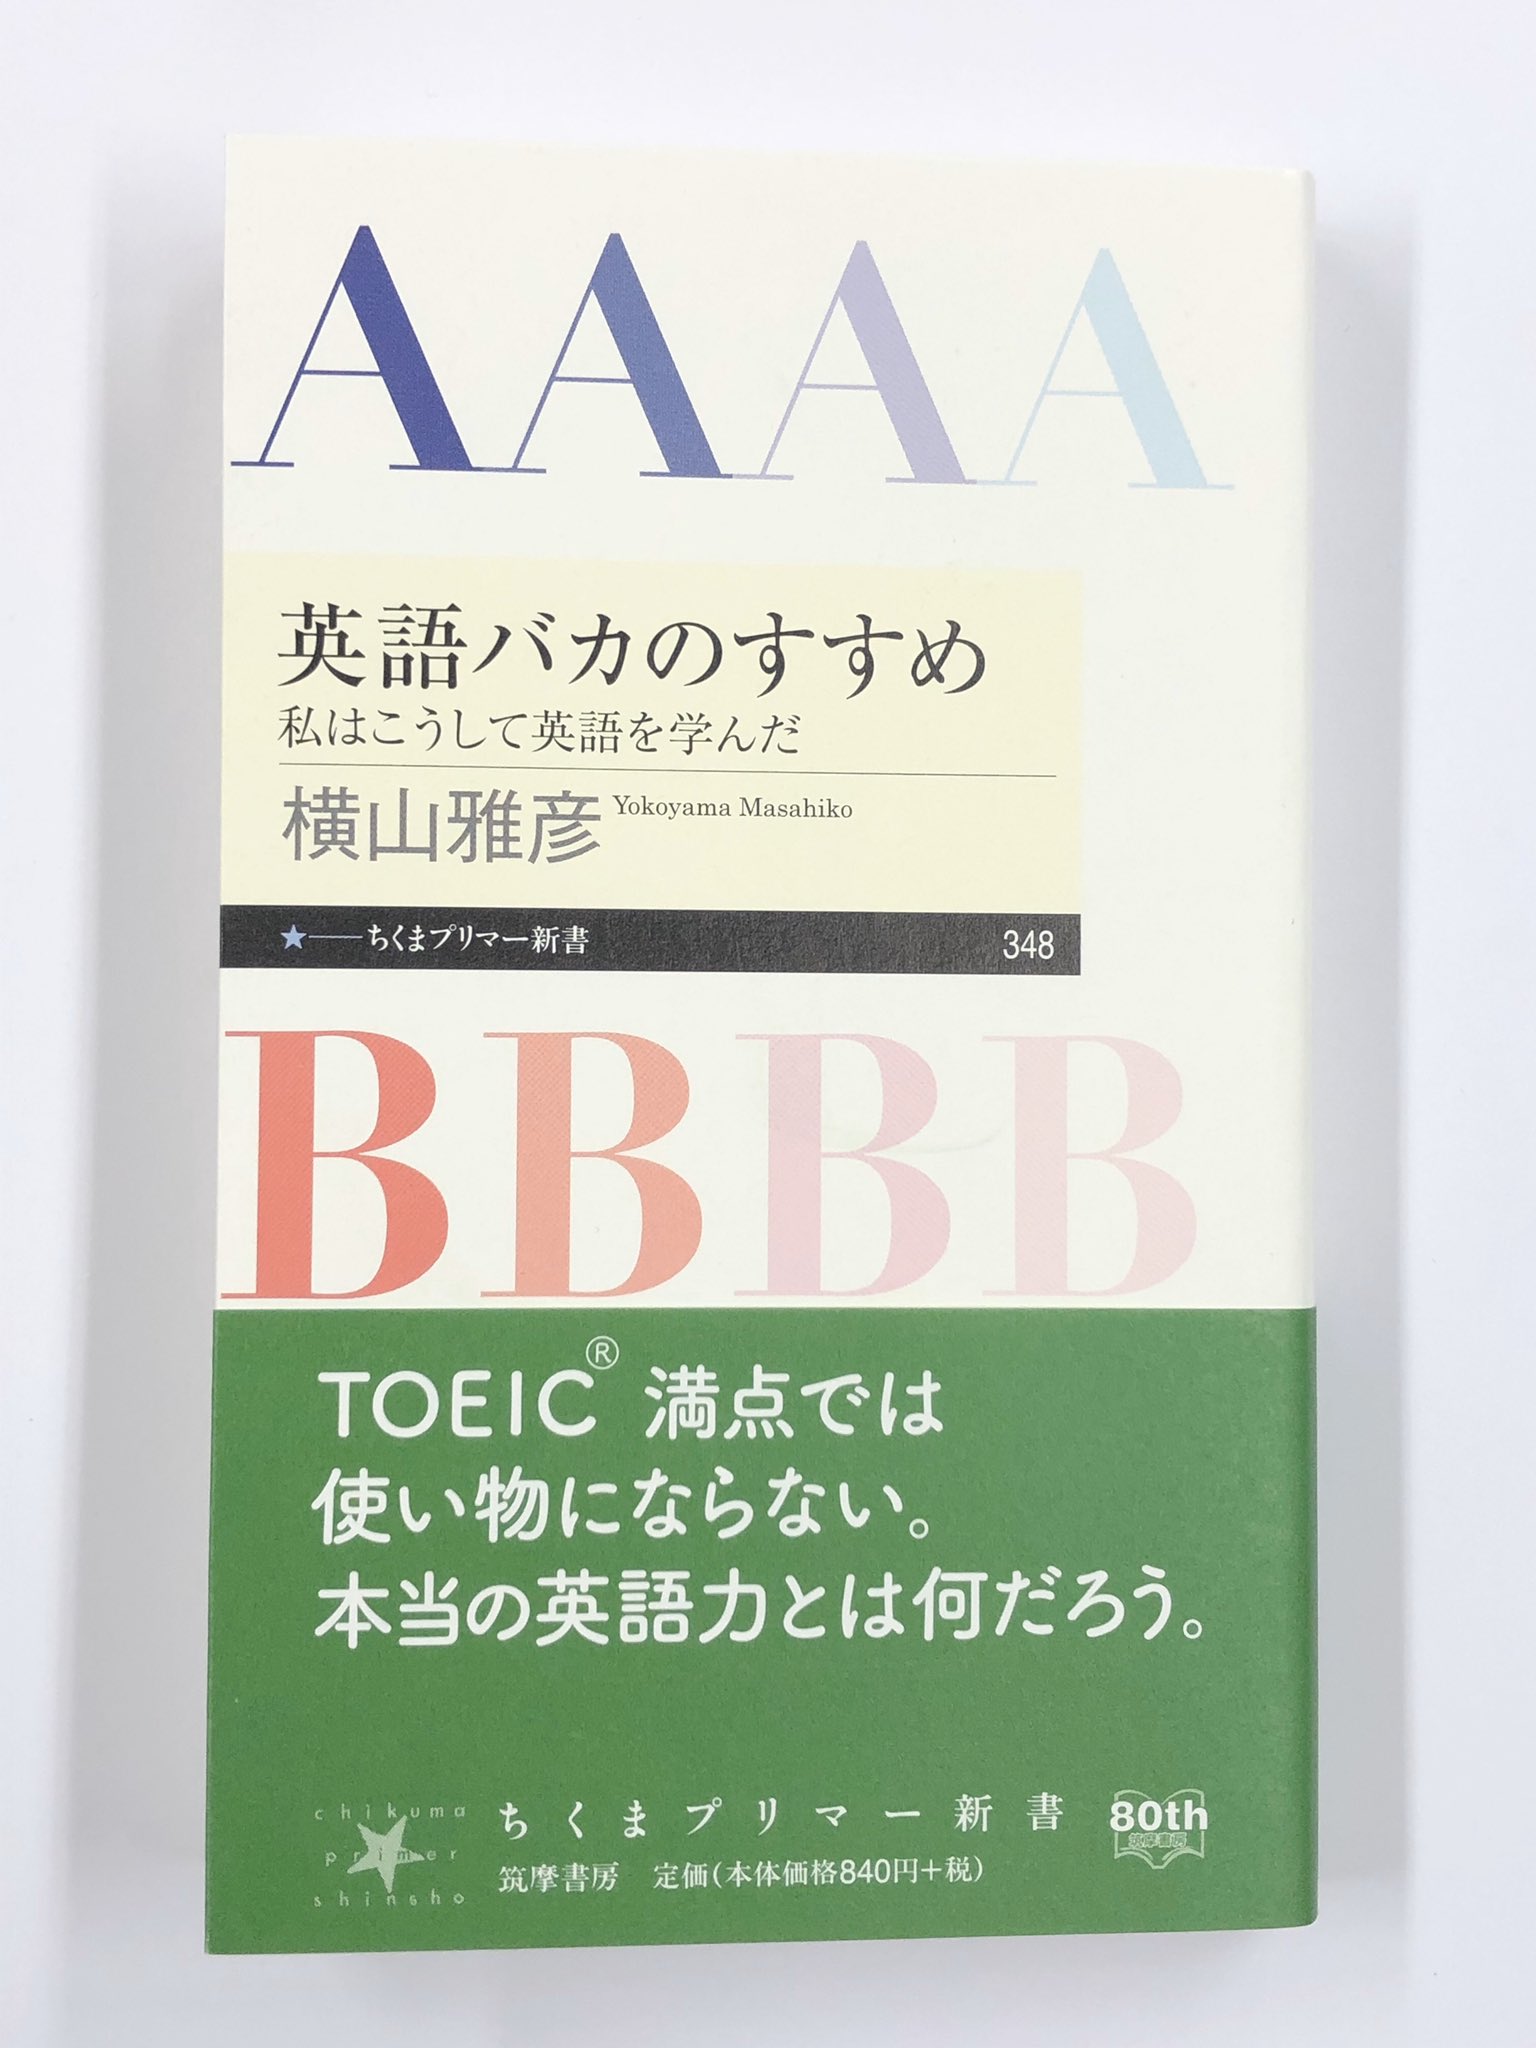 AAAA
英語バカのすすめ
私はこうして英語を学んだ
横山雅彦 Yokoyama Masahiko
★―ちくまプリマー新書 348
BBBB
TOEIC® 満点では
使い物にならない。
本当の英語力とは何だろう。
chikuma
primer
shinsho
ちくまプリマー新書
筑摩書房 定価(本体価格840円+税)
80th
筑摩書房